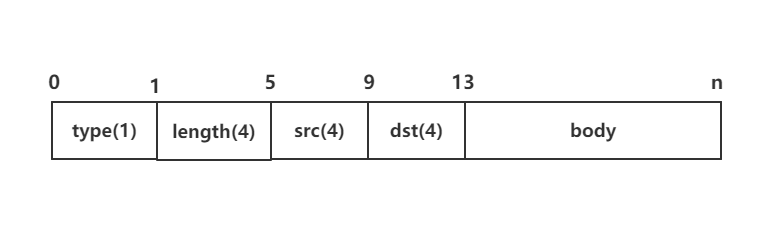 0 1 5 9 13 n
type(1) length(4) src(4) dst(4) body